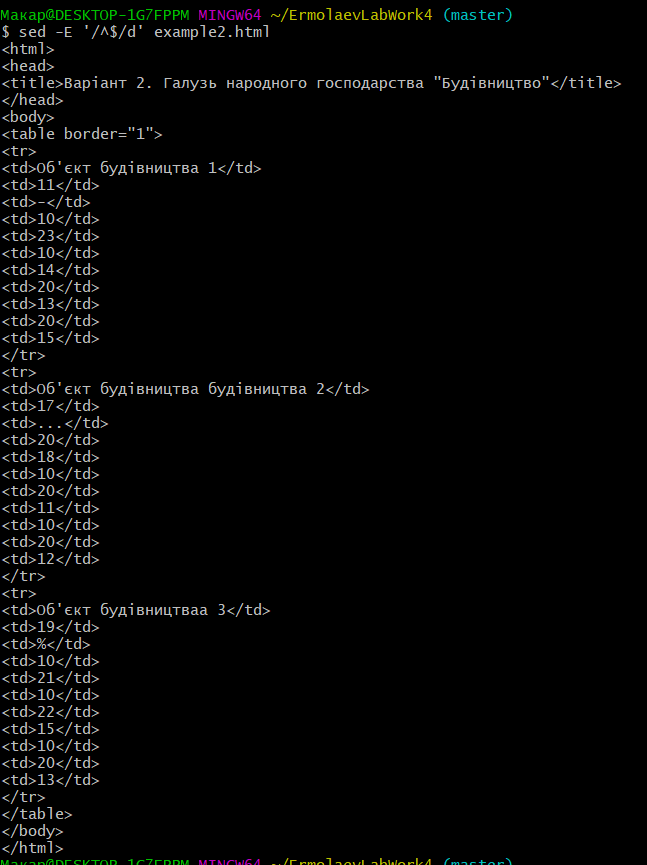 Макар@DESKTOP-1G7FPPM MINGW64 ~/ErmolaevLabWork4 (master)
$ sed -E '/^$/d' example2.html
<html>
<head>
<title>Варіант 2. Галузь народного господарства "Будівництво"</title>
</head>
<body>
<table border="1">
<tr>
<td>Об'єкт будівництва 1</td>
<td>11</td>
<td>-</td>
<td>10</td>
<td>23</td>
<td>10</td>
<td>14</td>
<td>20</td>
<td>13</td>
<td>20</td>
<td>15</td>
</tr>
<tr>
<td>Об'єкт будівництва будівництва 2</td>
<td>17</td>
<td>...</td>
<td>20</td>
<td>18</td>
<td>10</td>
<td>20</td>
<td>11</td>
<td>10</td>
<td>20</td>
<td>12</td>
</tr>
<tr>
<td>Об'єкт будівництваа 3</td>
<td>19</td>
<td>%</td>
<td>10</td>
<td>21</td>
<td>10</td>
<td>22</td>
<td>15</td>
<td>10</td>
<td>20</td>
<td>13</td>
</tr>
</table>
</body>
</html>
Макар@DESKTOP-1G7FPPM MINGW64 ~/ErmolaevLabWork4 (master)